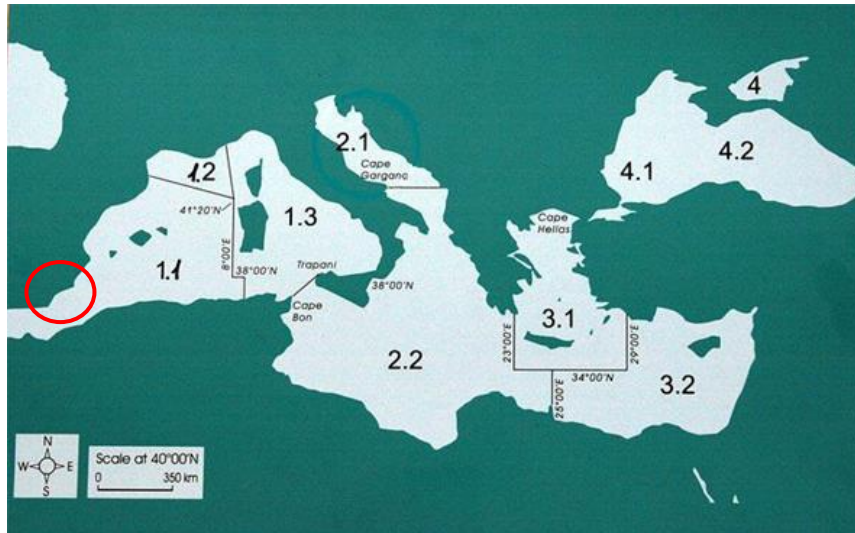 4
2.1
1.2
4.1
4.2
Cape
Gargano
41°20'N
1.3
Cape
Hellas
8°00'E
1.1
38°00'N
Trapani
38°00'N
Cape
Bon
3.1
23°00'E
29°00'E
2.2
34°00'N
3.2
25°00'E
N
W
E
S
Scale at 40°00'N
0
350 km